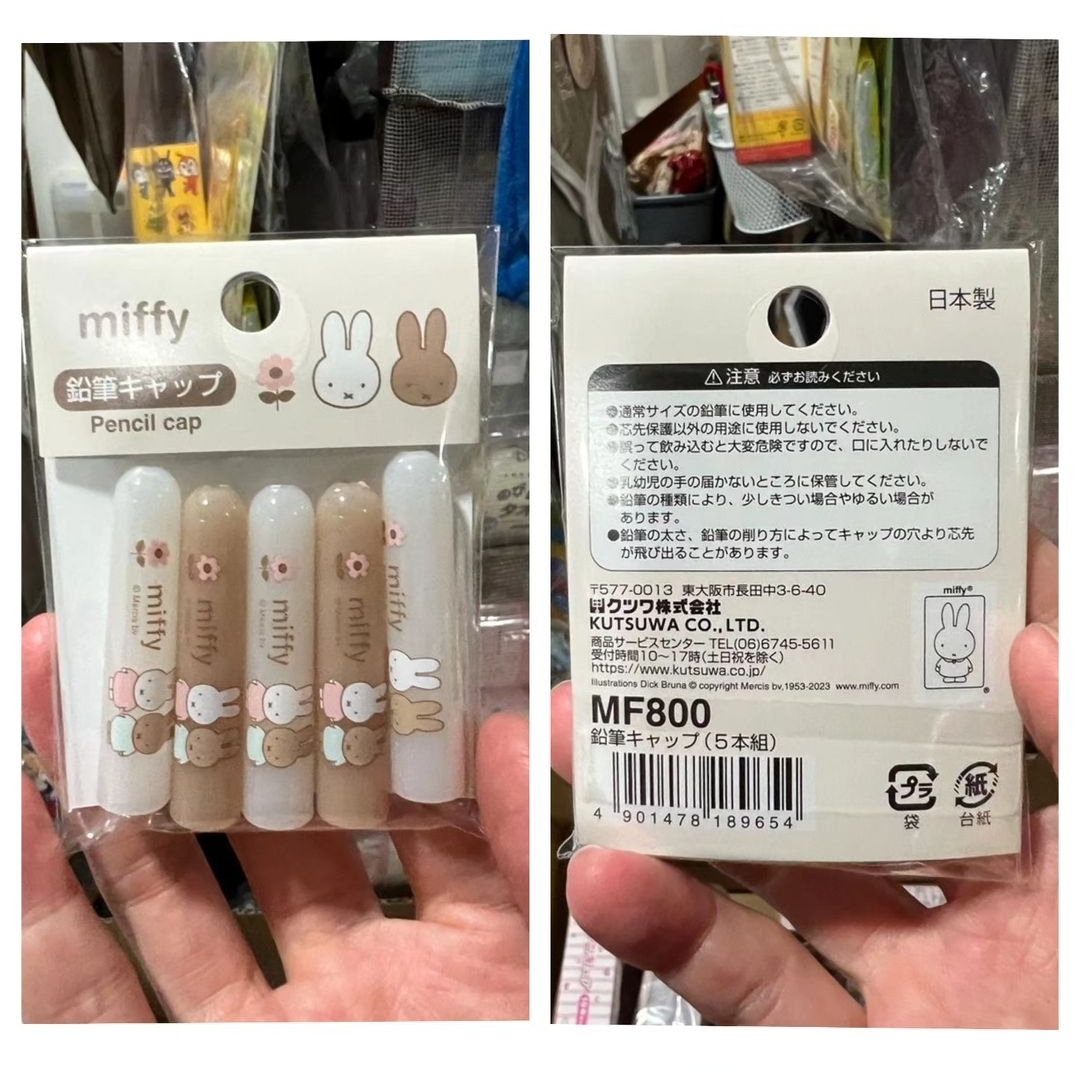 miffy
鉛筆キャップ
Pencil cap
miffy
© Mercis bv
miffy
miffy
© Mercis bv
miffy
miffy
日本製
⚠注意 必ずお読みください
●通常サイズの鉛筆に使用してください。
●芯先保護以外の用途に使用しないでください。
●誤って飲み込むと大変危険ですので、口に入れたりしないで
ください。
●乳幼児の手の届かないところに保管してください。
●鉛筆の種類により、少しきつい場合やゆるい場合が
あります。
●鉛筆の太さ、鉛筆の削り方によってキャップの穴より芯先
が飛び出ることがあります。
〒577-0013 東大阪市長田中3-6-40
クツワ株式会社
KUTSUWA CO.,LTD.
商品サービスセンター TEL(06)6745-5611
受付時間10〜17時(土日祝を除く)
https://www.kutsuwa.co.jp/
Illustrations Dick Bruna © copyright Mercis bv,1953-2023 www.miffy.com
miffy®
®
MF800
鉛筆キャップ(5本組)
4 901478 189654
プラ
袋
紙
台紙